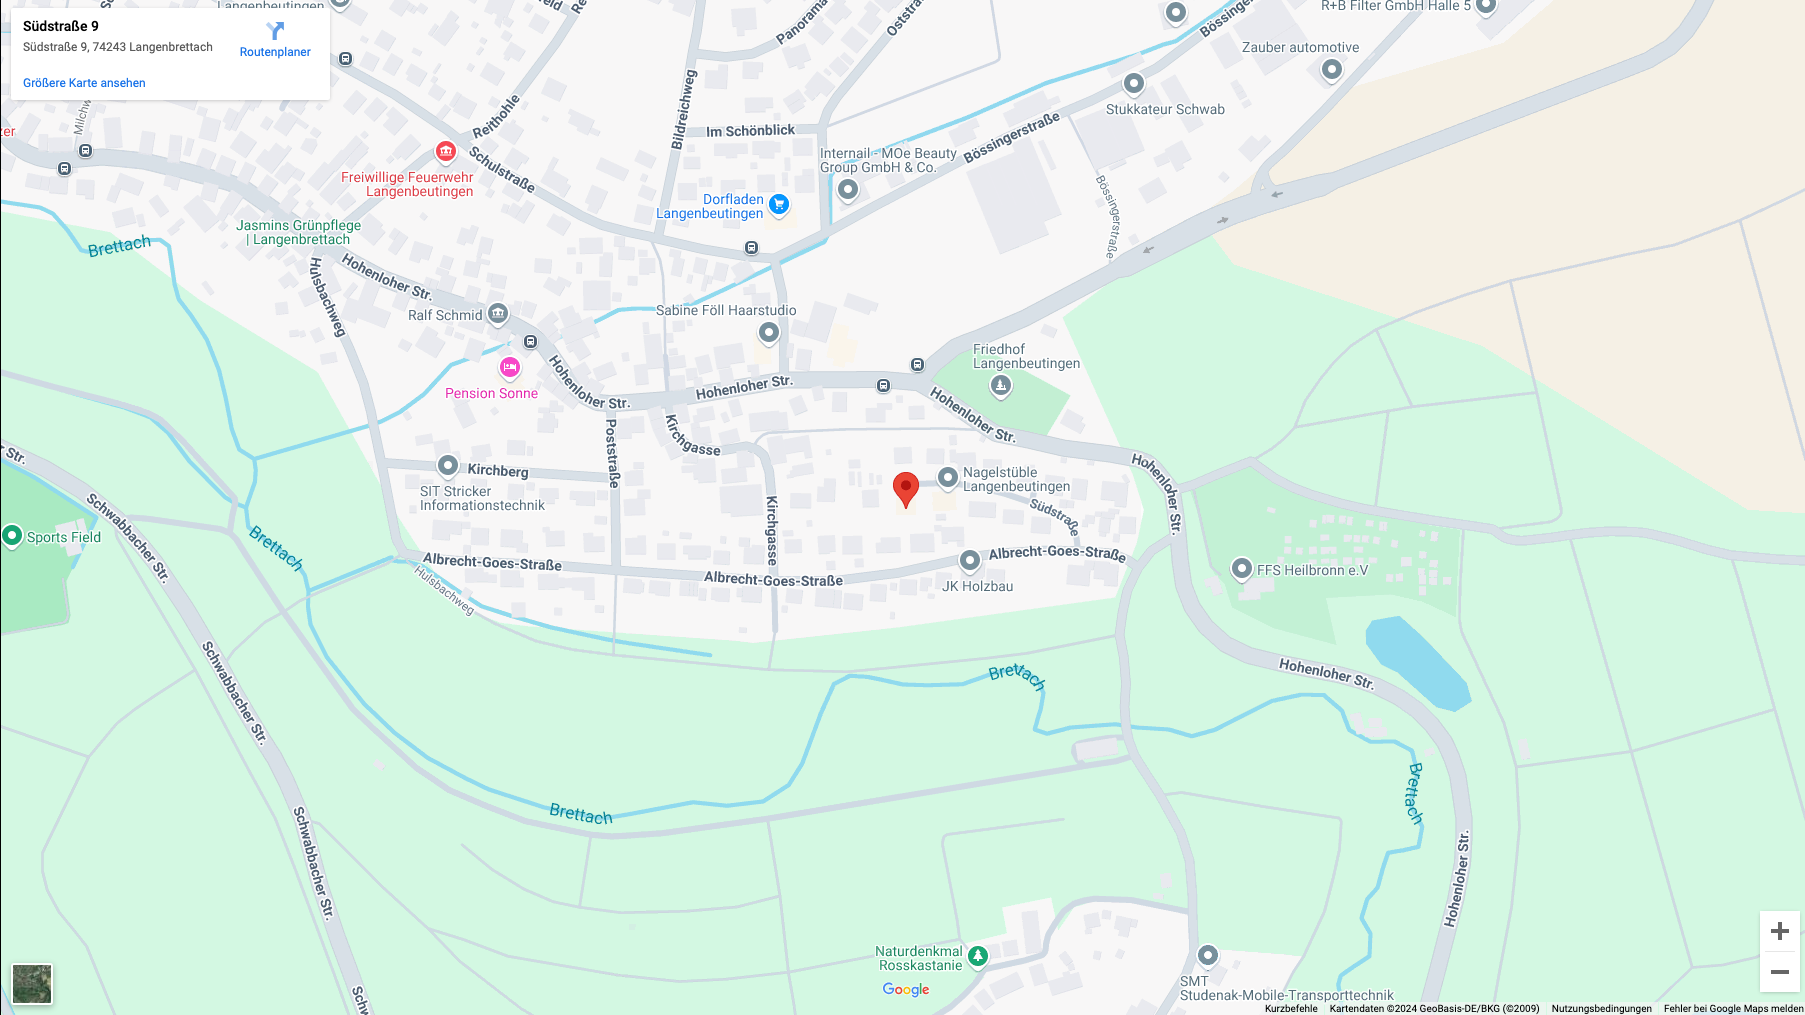 Langenbeutingen
Südstraße 9
Südstraße 9, 74243 Langenbrettach
Routenplaner
Größere Karte ansehen
R+B Filter GmbH Halle 5
Zauber automotive
Stukkateur Schwab
Bössingerstraße
Bössingerstraße
Panorama
Oststraß
Bildreichweg
Im Schönblick
Reithohle
Schulstraße
Freiwillige Feuerwehr
Langenbeutingen
Internail - MOe Beauty
Group GmbH & Co.
Dorfladen
Langenbeutingen
Jasmins Grünpflege
| Langenbrettach
Brettach
Hohenloher Str.
Hulsbachweg
Ralf Schmid
Sabine Föll Haarstudio
Pension Sonne
Hohenloher Str.
Hohenloher Str.
Friedhof
Langenbeutingen
Hohenloher Str.
Kirchgasse
Poststraße
Kirchberg
SIT Stricker
Informationstechnik
Nagelstüble
Langenbeutingen
Südstraße
Hohenloher Str.
Kirchgasse
Schwabbacher Str.
Sports Field
Brettach
Albrecht-Goes-Straße
Albrecht-Goes-Straße
Albrecht-Goes-Straße
Hulsbachweg
JK Holzbau
FFS Heilbronn e.V
Schwabbacher Str.
Hohenloher Str.
Brettach
Brettach
Brettach
Schwabbacher Str.
Hohenloher Str.
Naturdenkmal
Rosskastanie
Google
SMT
Studenak-Mobile-Transporttechnik
Kurzbefehle
Kartendaten ©2024 GeoBasis-DE/BKG (©2009)
Nutzungsbedingungen
Fehler bei Google Maps melden